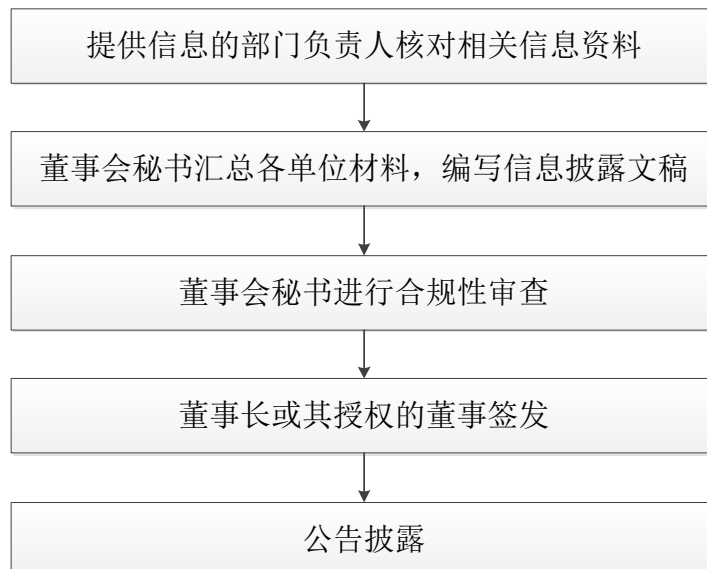 提供信息的部门负责人核对相关信息资料
董事会秘书汇总各单位材料，编写信息披露文稿
董事会秘书进行合规性审查
董事长或其授权的董事签发
公告披露